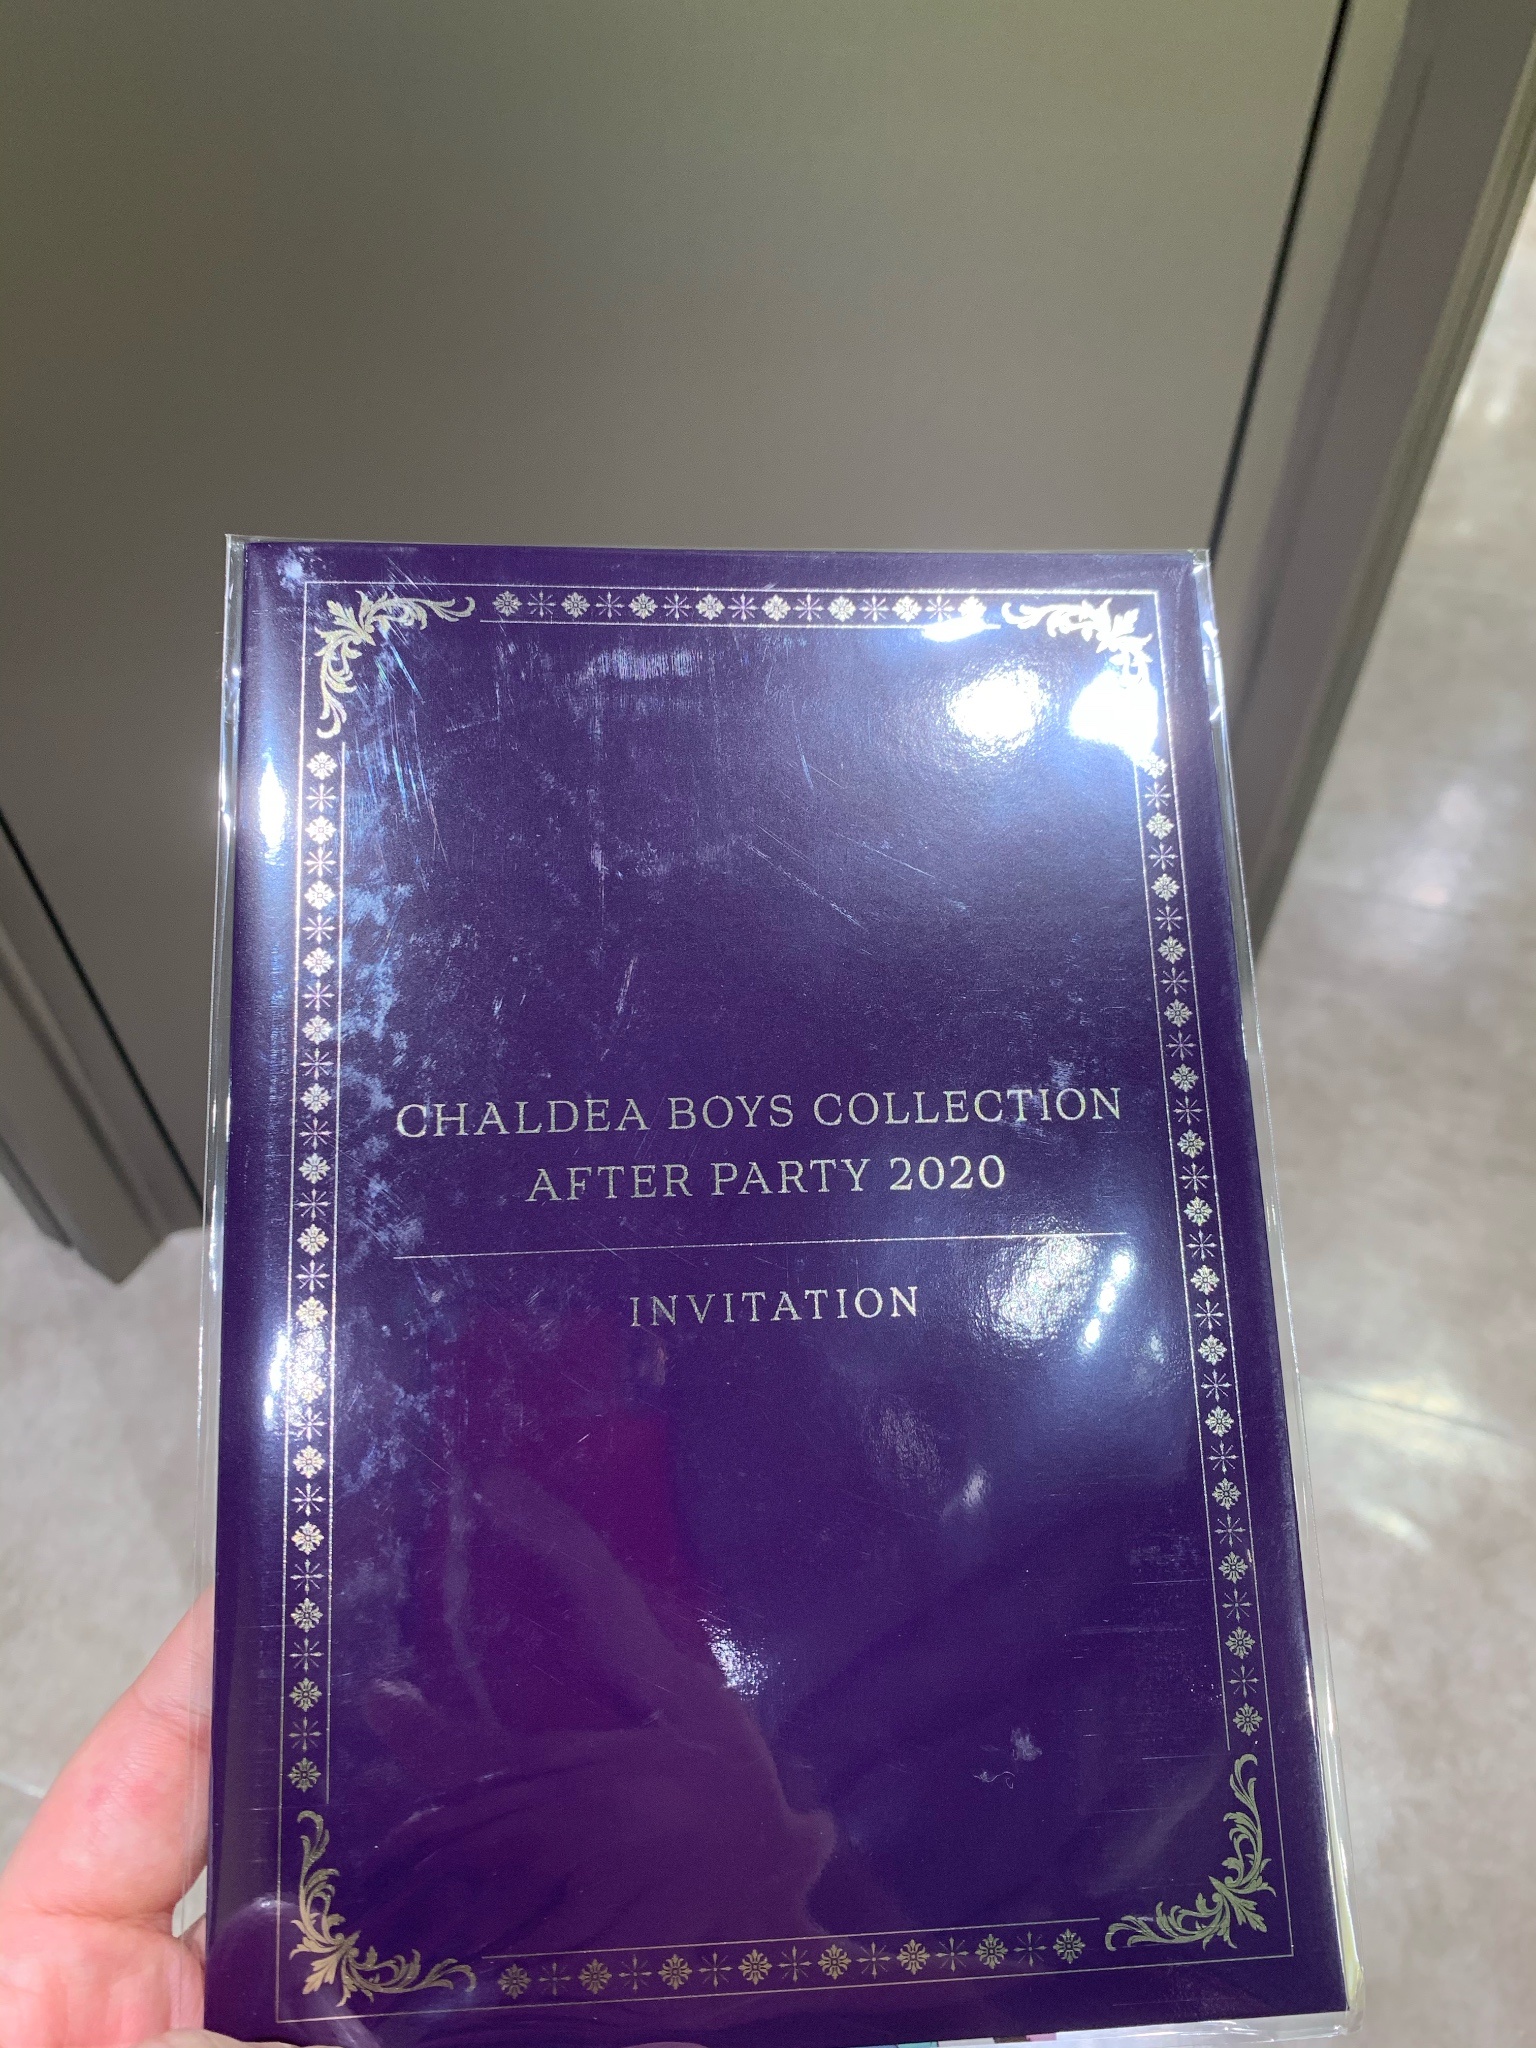 CHALDEA BOYS COLLECTION
AFTER PARTY 2020
INVITATION